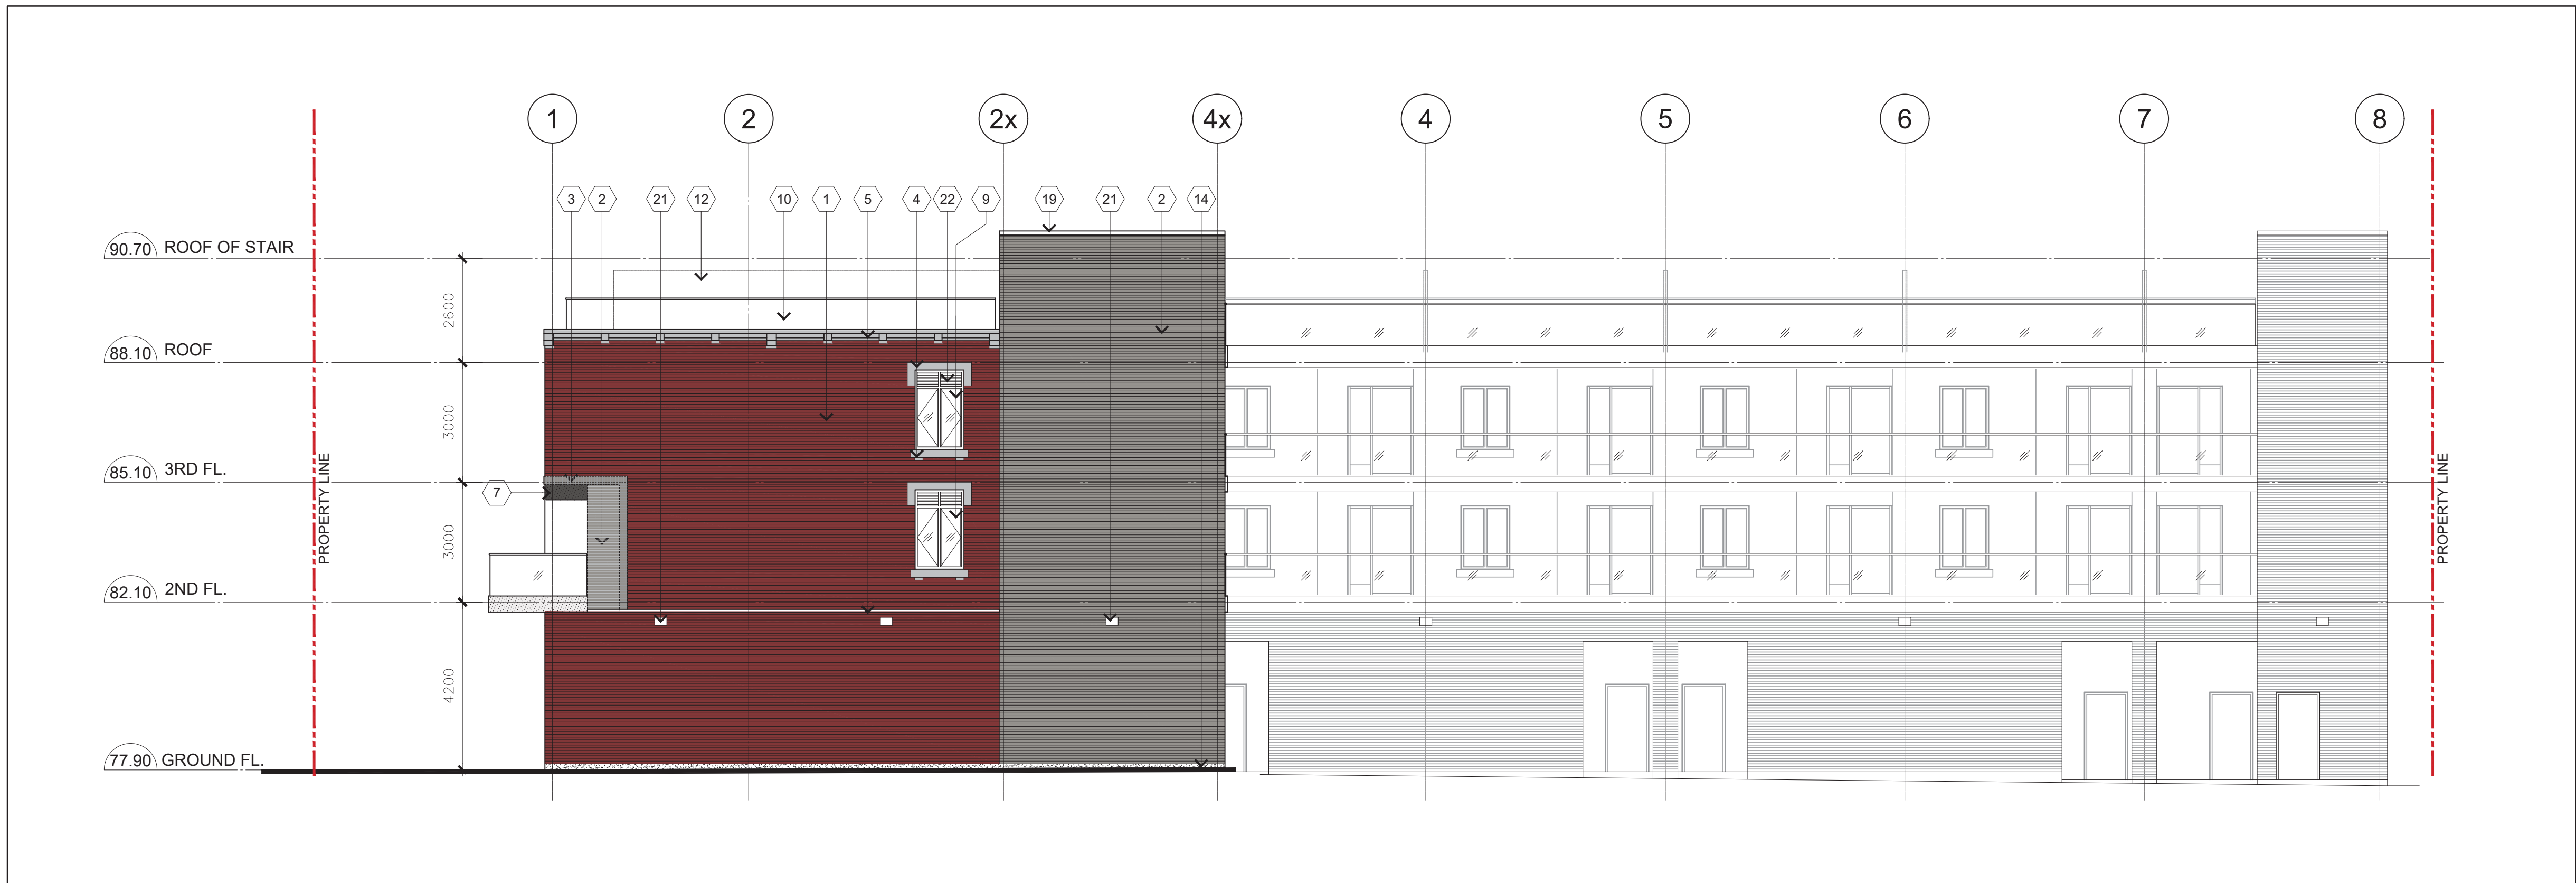 1 2 2x 4x 4 5 6 7 8
3 2 21 12 10 1 5 4 22 9 19 21 2 14
90.70 ROOF OF STAIR
2600
88.10 ROOF
3000
85.10 3RD FL.
7
PROPERTY LINE
PROPERTY LINE
3000
82.10 2ND FL.
4200
77.90 GROUND FL.